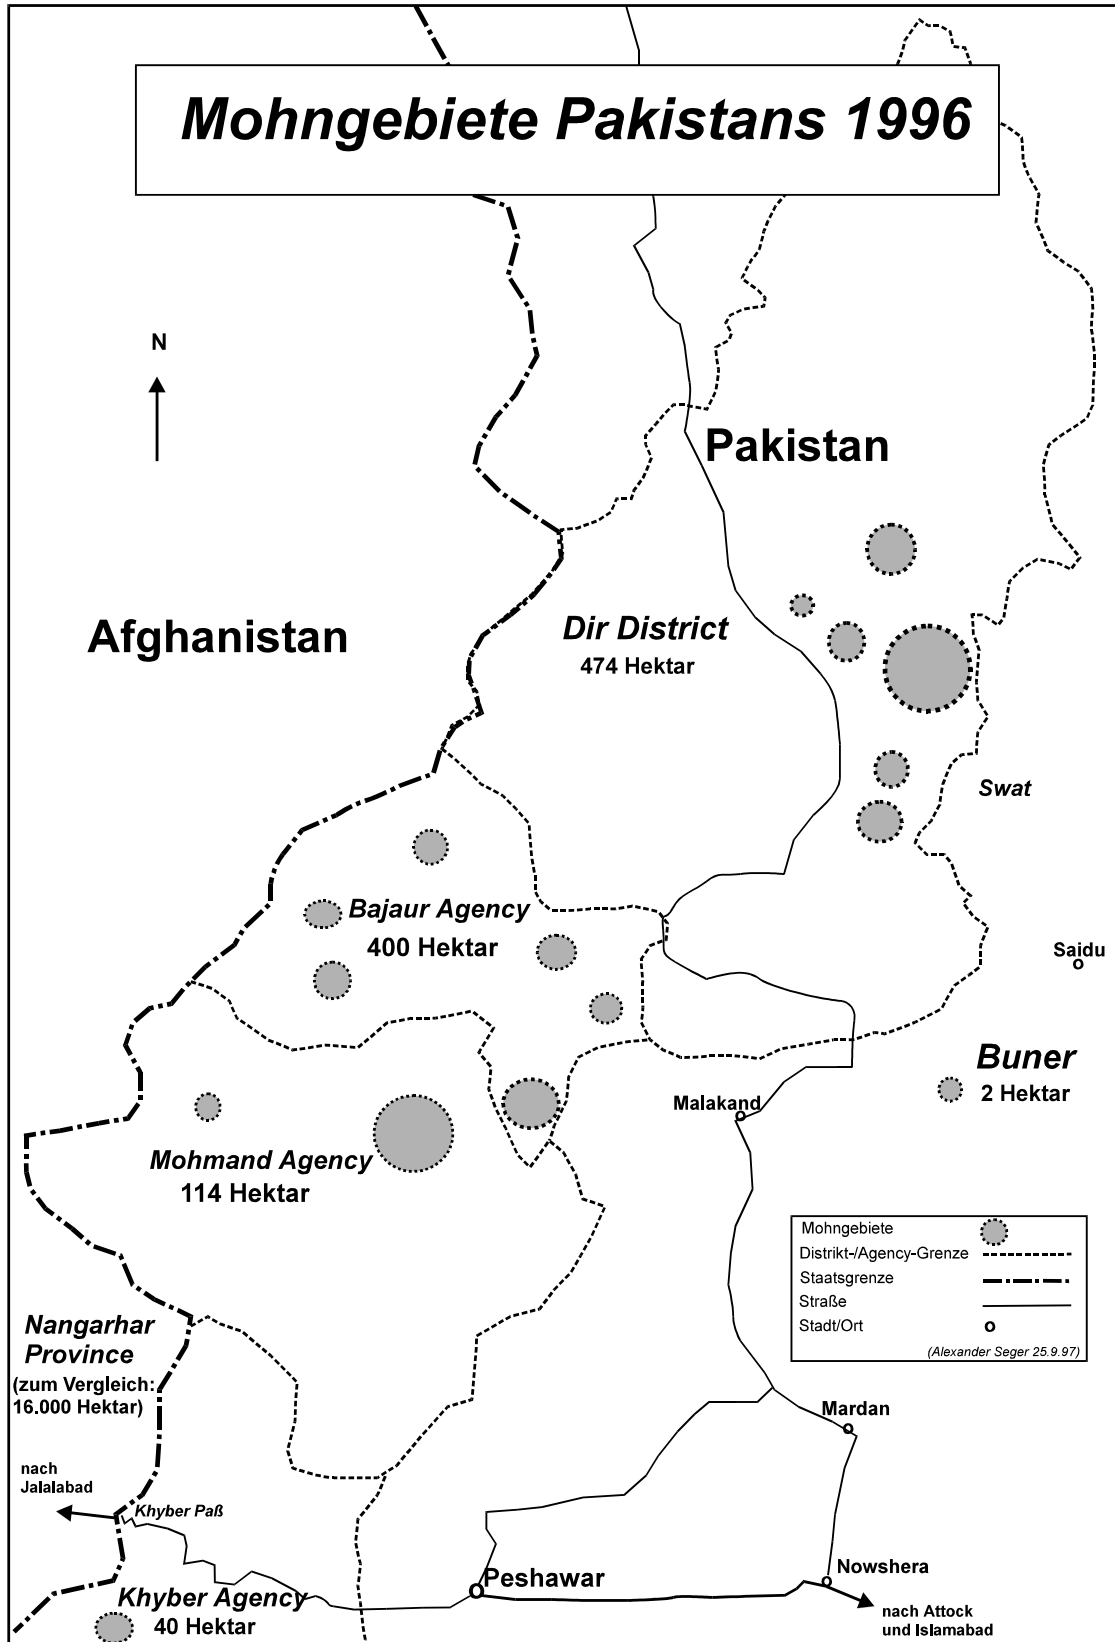 Mohngebiete Pakistans 1996
N
Pakistan
Afghanistan
Dir District
474 Hektar
Swat
Bajaur Agency
400 Hektar
Saidu
Buner
2 Hektar
Malakand
Mohmand Agency
114 Hektar
Mohngebiete
Distrikt-/Agency-Grenze
Staatsgrenze
Straße
Stadt/Ort
(Alexander Seger 25.9.97)
Nangarhar
Province
(zum Vergleich:
16.000 Hektar)
Mardan
nach
Jalalabad
Khyber Paß
Nowshera
Peshawar
Khyber Agency
40 Hektar
nach Attock
und Islamabad